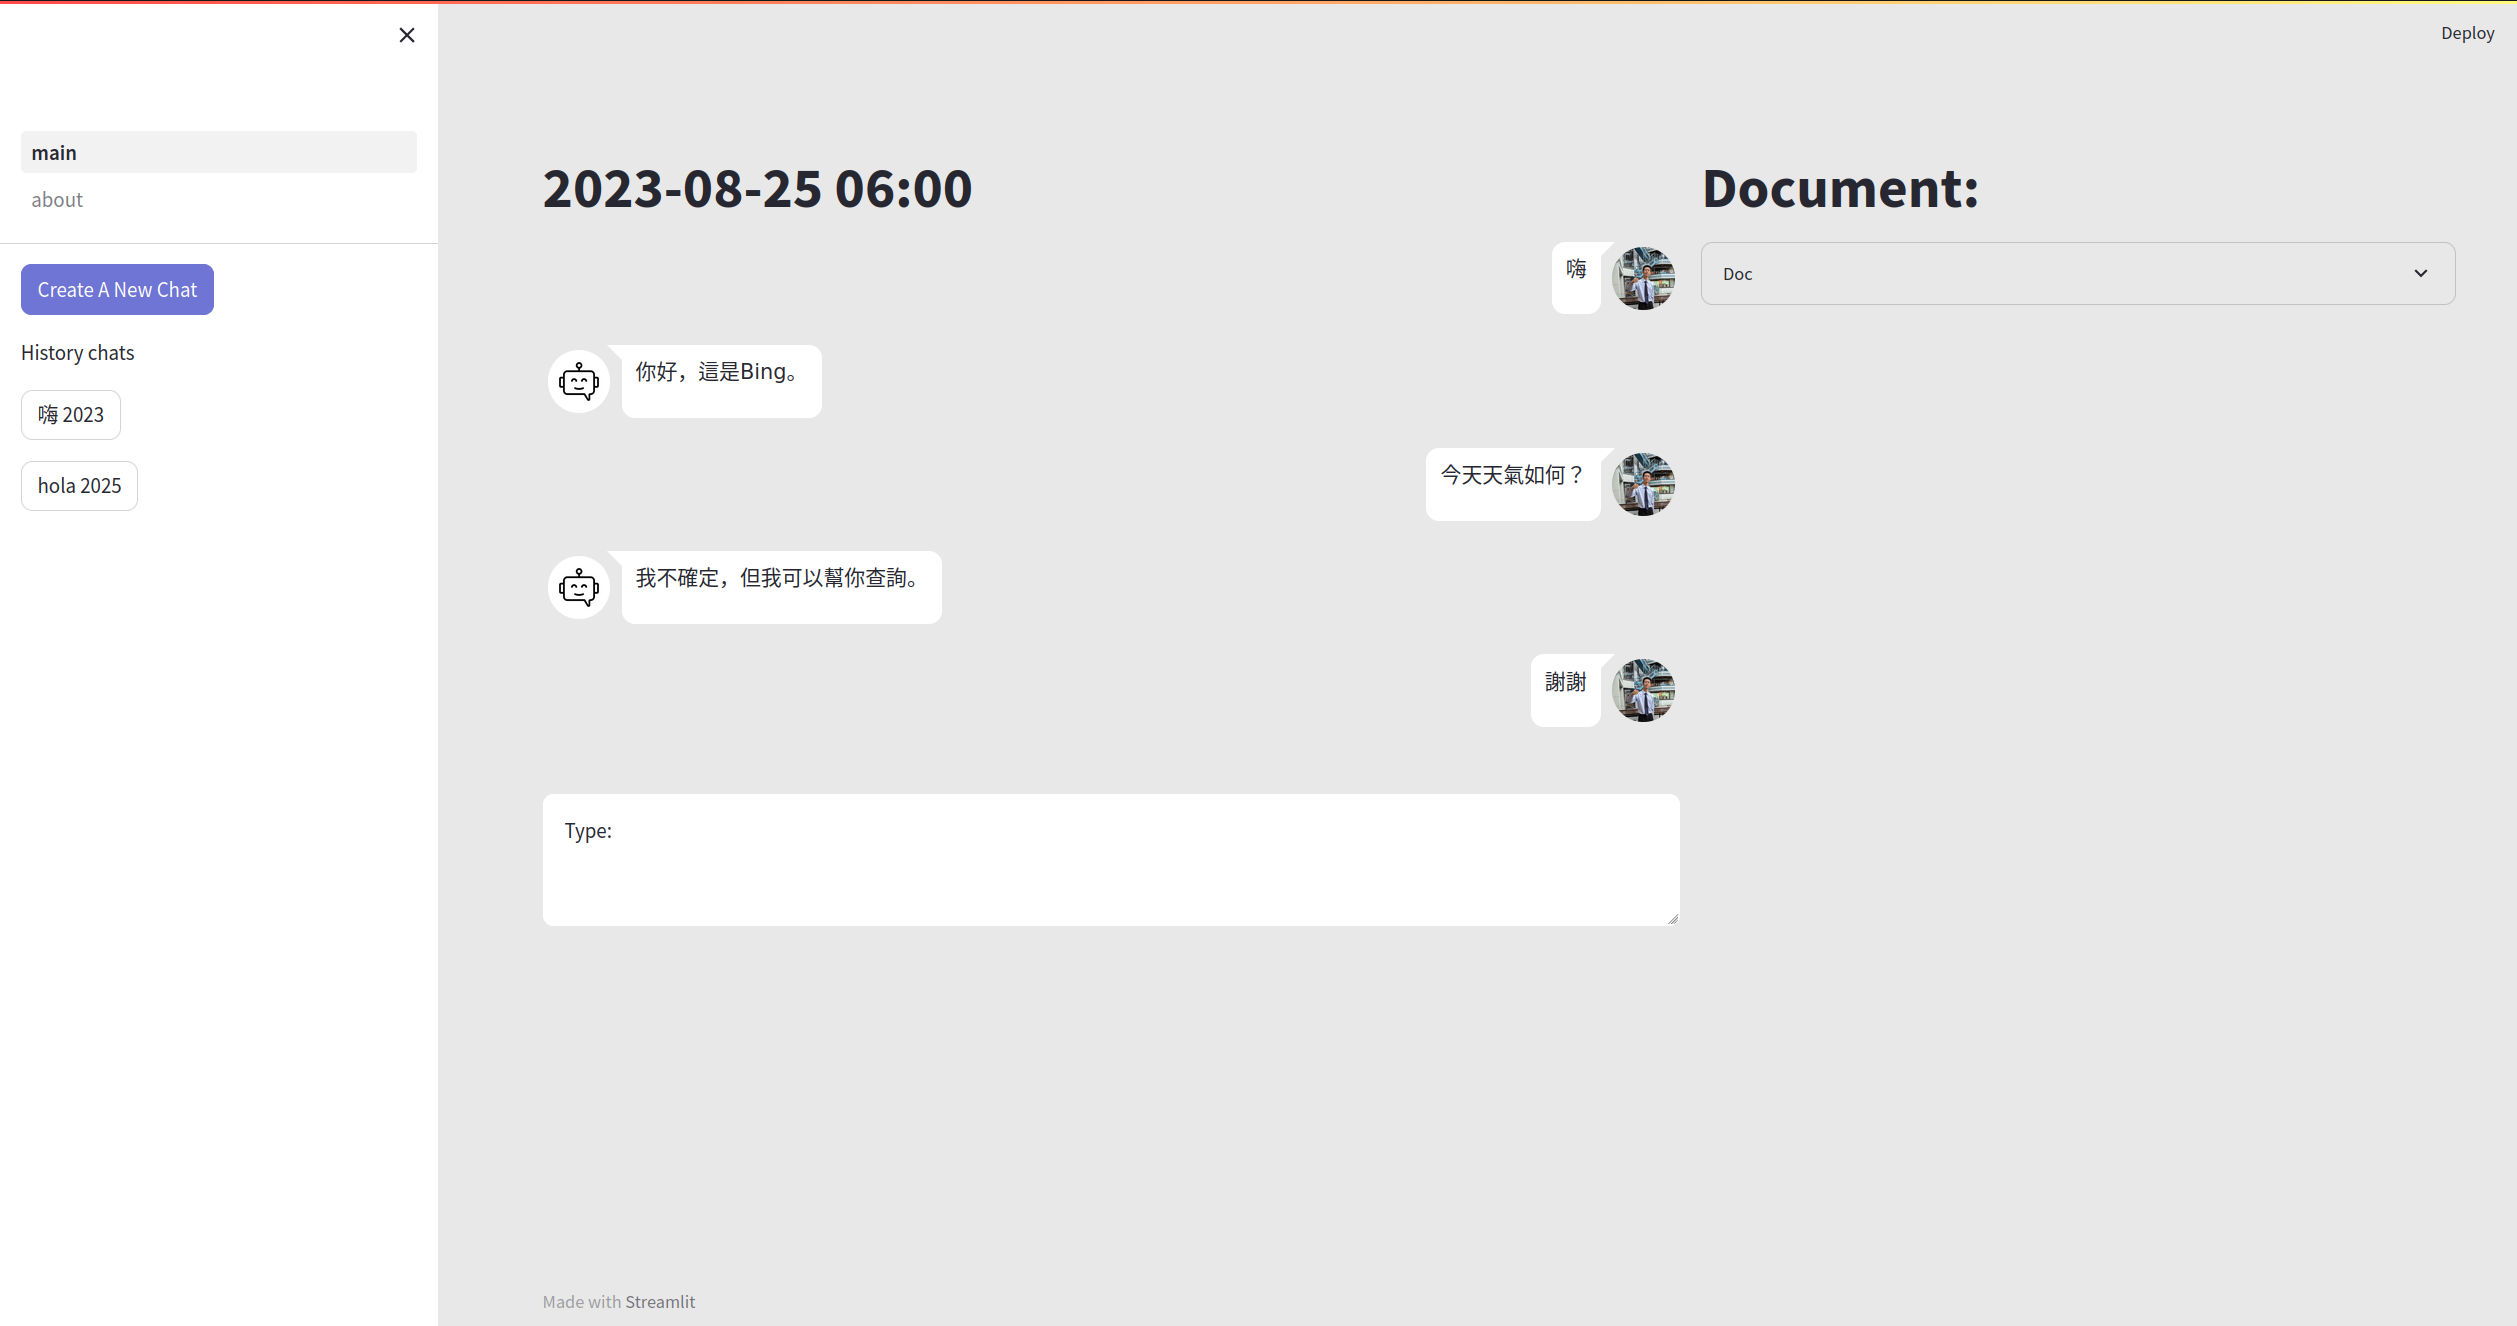 Deploy
main
about
Create A New Chat
History chats
嗨 2023
hola 2025
2023-08-25 06:00
嗨
你好，這是Bing。
今天天氣如何？
我不確定，但我可以幫你查詢。
謝謝
Type:
Document:
Doc
Made with Streamlit